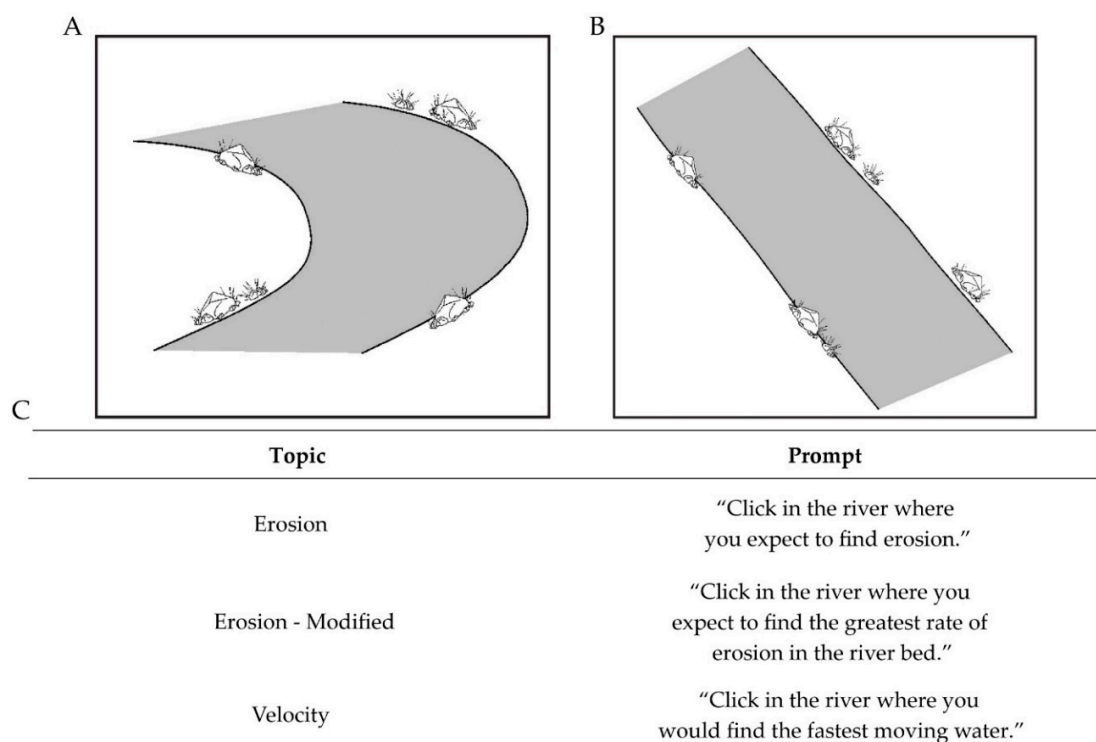 A
B
C
Topic Prompt
Erosion
“Click in the river where
you expect to find erosion.”
Erosion - Modified
“Click in the river where you
expect to find the greatest rate of
erosion in the river bed.”
Velocity
“Click in the river where you
would find the fastest moving water.”